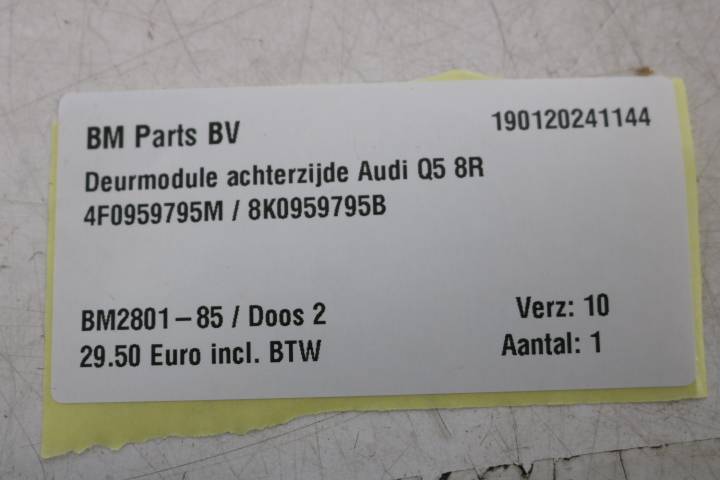 BM Parts BV 190120241144
Deurmodule achterzijde Audi Q5 8R
4F0959795M / 8K0959795B
BM2801-85 / Doos 2 Verz: 10
29.50 Euro incl. BTW Aantal: 1